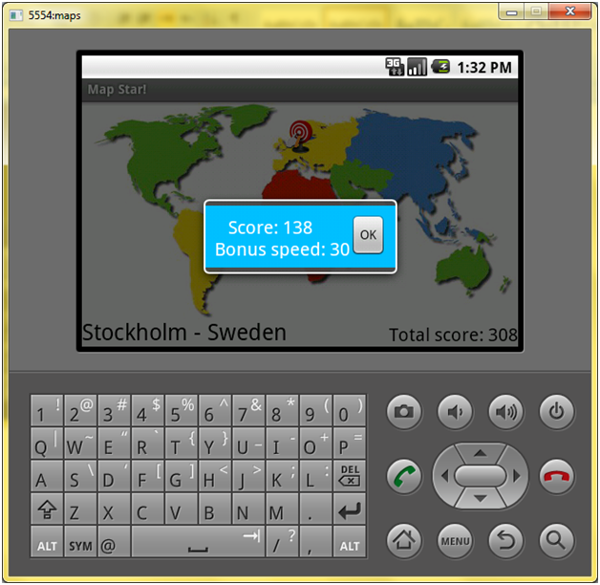 5554:maps
3G
1:32 PM
Map Star!
Score: 138
OK
Bonus speed: 30
Stockholm - Sweden
Total score: 308
1 ! 2 @ 3 # 4 $ 5 % 6 ^ 7 & 8 * 9 ( 0 )
Q | W ~ E “ R ` T { Y } U _ I - O + P =
A S \ D ' F [ G ] H < J > K ; L : DEL
Z X C V B N M .
ALT SYM @ / ? , ALT
MENU